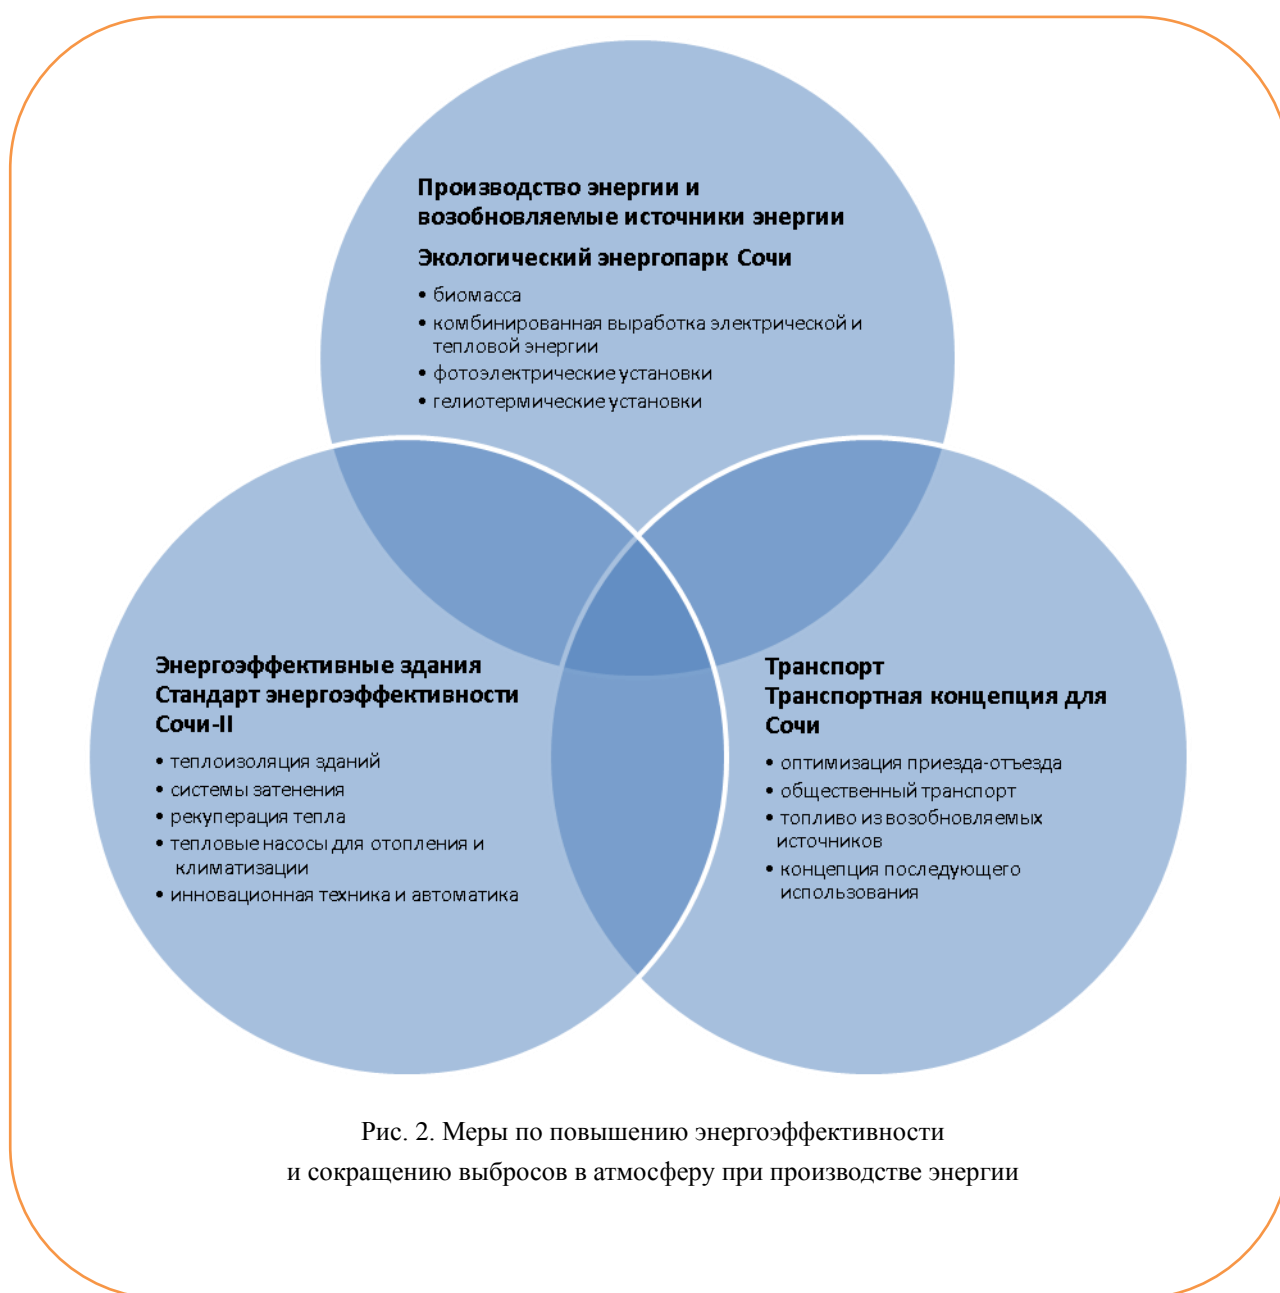 Производство энергии и
возобновляемые источники энергии
Экологический энергопарк Сочи
• биомасса
• комбинированная выработка электрической и
тепловой энергии
• фотоэлектрические установки
• гелиотермические установки
Энергоэффективные здания
Стандарт энергоэффективности
Сочи-II
• теплоизоляция зданий
• системы затенения
• рекуперация тепла
• тепловые насосы для отопления и
климатизации
• инновационная техника и автоматика
Транспорт
Транспортная концепция для
Сочи
• оптимизация приезда-отъезда
• общественный транспорт
• топливо из возобновляемых
источников
• концепция последующего
использования
Рис. 2. Меры по повышению энергоэффективности
и сокращению выбросов в атмосферу при производстве энергии